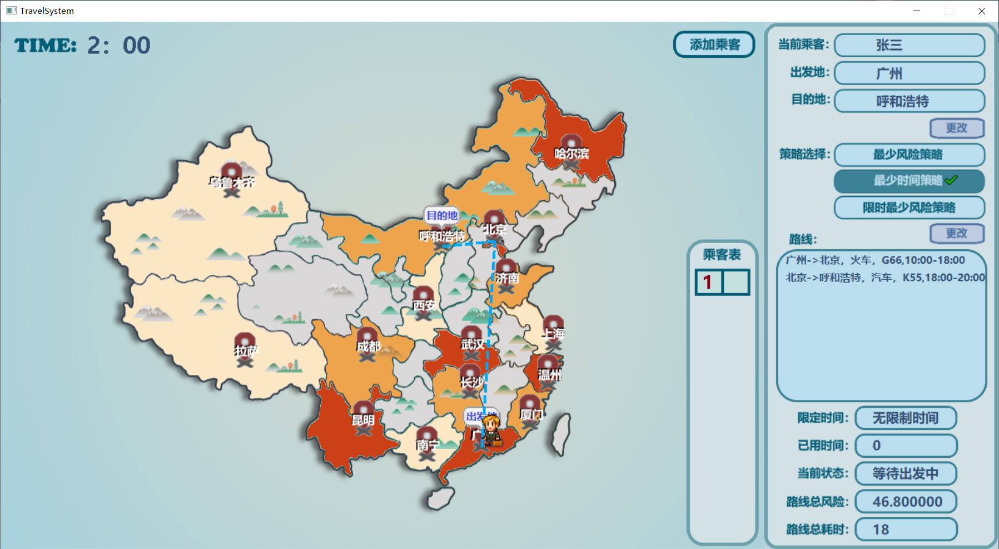 TravelSystem
TIME: 2: 00
添加乘客
哈尔滨
乌鲁木齐
目的地
呼和浩特
北京
济南
西安
上海
成都
武汉
拉萨
温州
长沙
昆明
出发地
厦门
广
南宁
乘客表
1
当前乘客: 张三
出发地: 广州
目的地: 呼和浩特
更改
策略选择: 最少风险策略
最少时间策略
限时最少风险策略
更改
路线:
广州->北京，火车，G66,10:00-18:00
北京->呼和浩特，汽车，K55,18:00-20:00
限定时间: 无限制时间
已用时间: 0
当前状态: 等待出发中
路线总风险: 46.800000
路线总耗时: 18